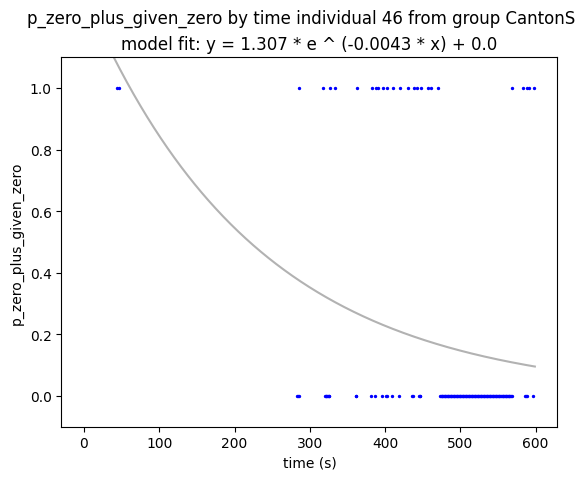 p_zero_plus_given_zero by time individual 46 from group CantonS
model fit: y = 1.307 * e ^ (-0.0043 * x) + 0.0
1.0
0.8
0.6
0.4
0.2
0.0
p_zero_plus_given_zero
0 100 200 300 400 500 600
time (s)